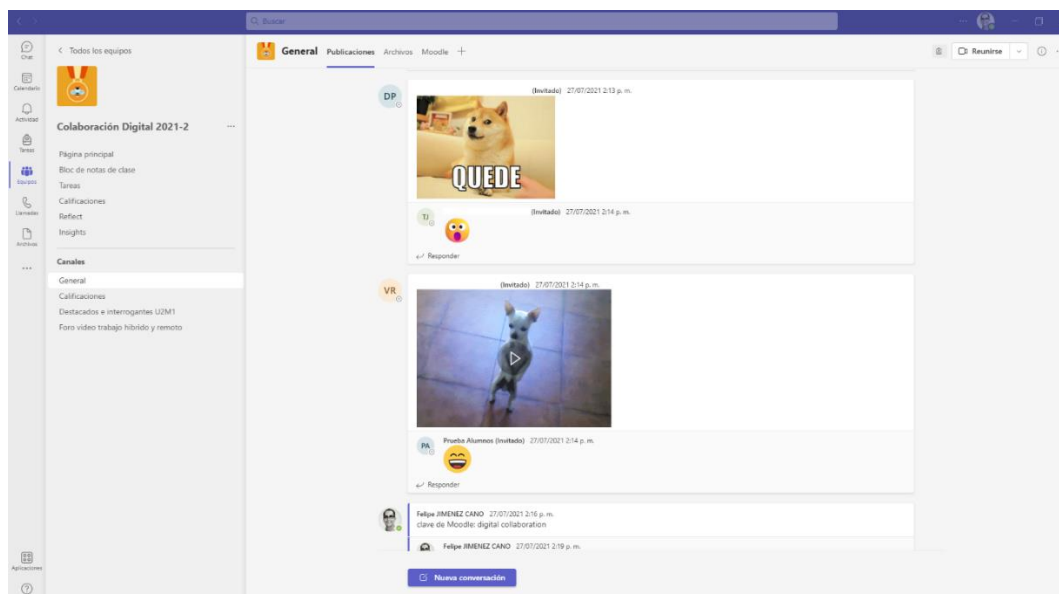 Buscar
Chat
Calendario
Actividad
Tareas
Equipos
Llamadas
Archivos
Aplicaciones
Todos los equipos
Colaboración Digital 2021-2
Página principal
Bloc de notas de clase
Tareas
Calificaciones
Reflect
Insights
Canales
General
Calificaciones
Destacados e interrogantes U2M1
Foro video trabajo híbrido y remoto
General Publicaciones Archivos Moodle
Reunirse
DP (Invitado) 27/07/2021 2:13 p. m.
QUEDE
TJ (Invitado) 27/07/2021 2:14 p. m.
Responder
VR (Invitado) 27/07/2021 2:14 p. m.
PA Prueba Alumnos (Invitado) 27/07/2021 2:14 p. m.
Responder
Felipe JIMENEZ CANO 27/07/2021 2:16 p. m.
clave de Moodle: digital collaboration
Felipe JIMENEZ CANO 27/07/2021 2:19 p. m.
Nueva conversación